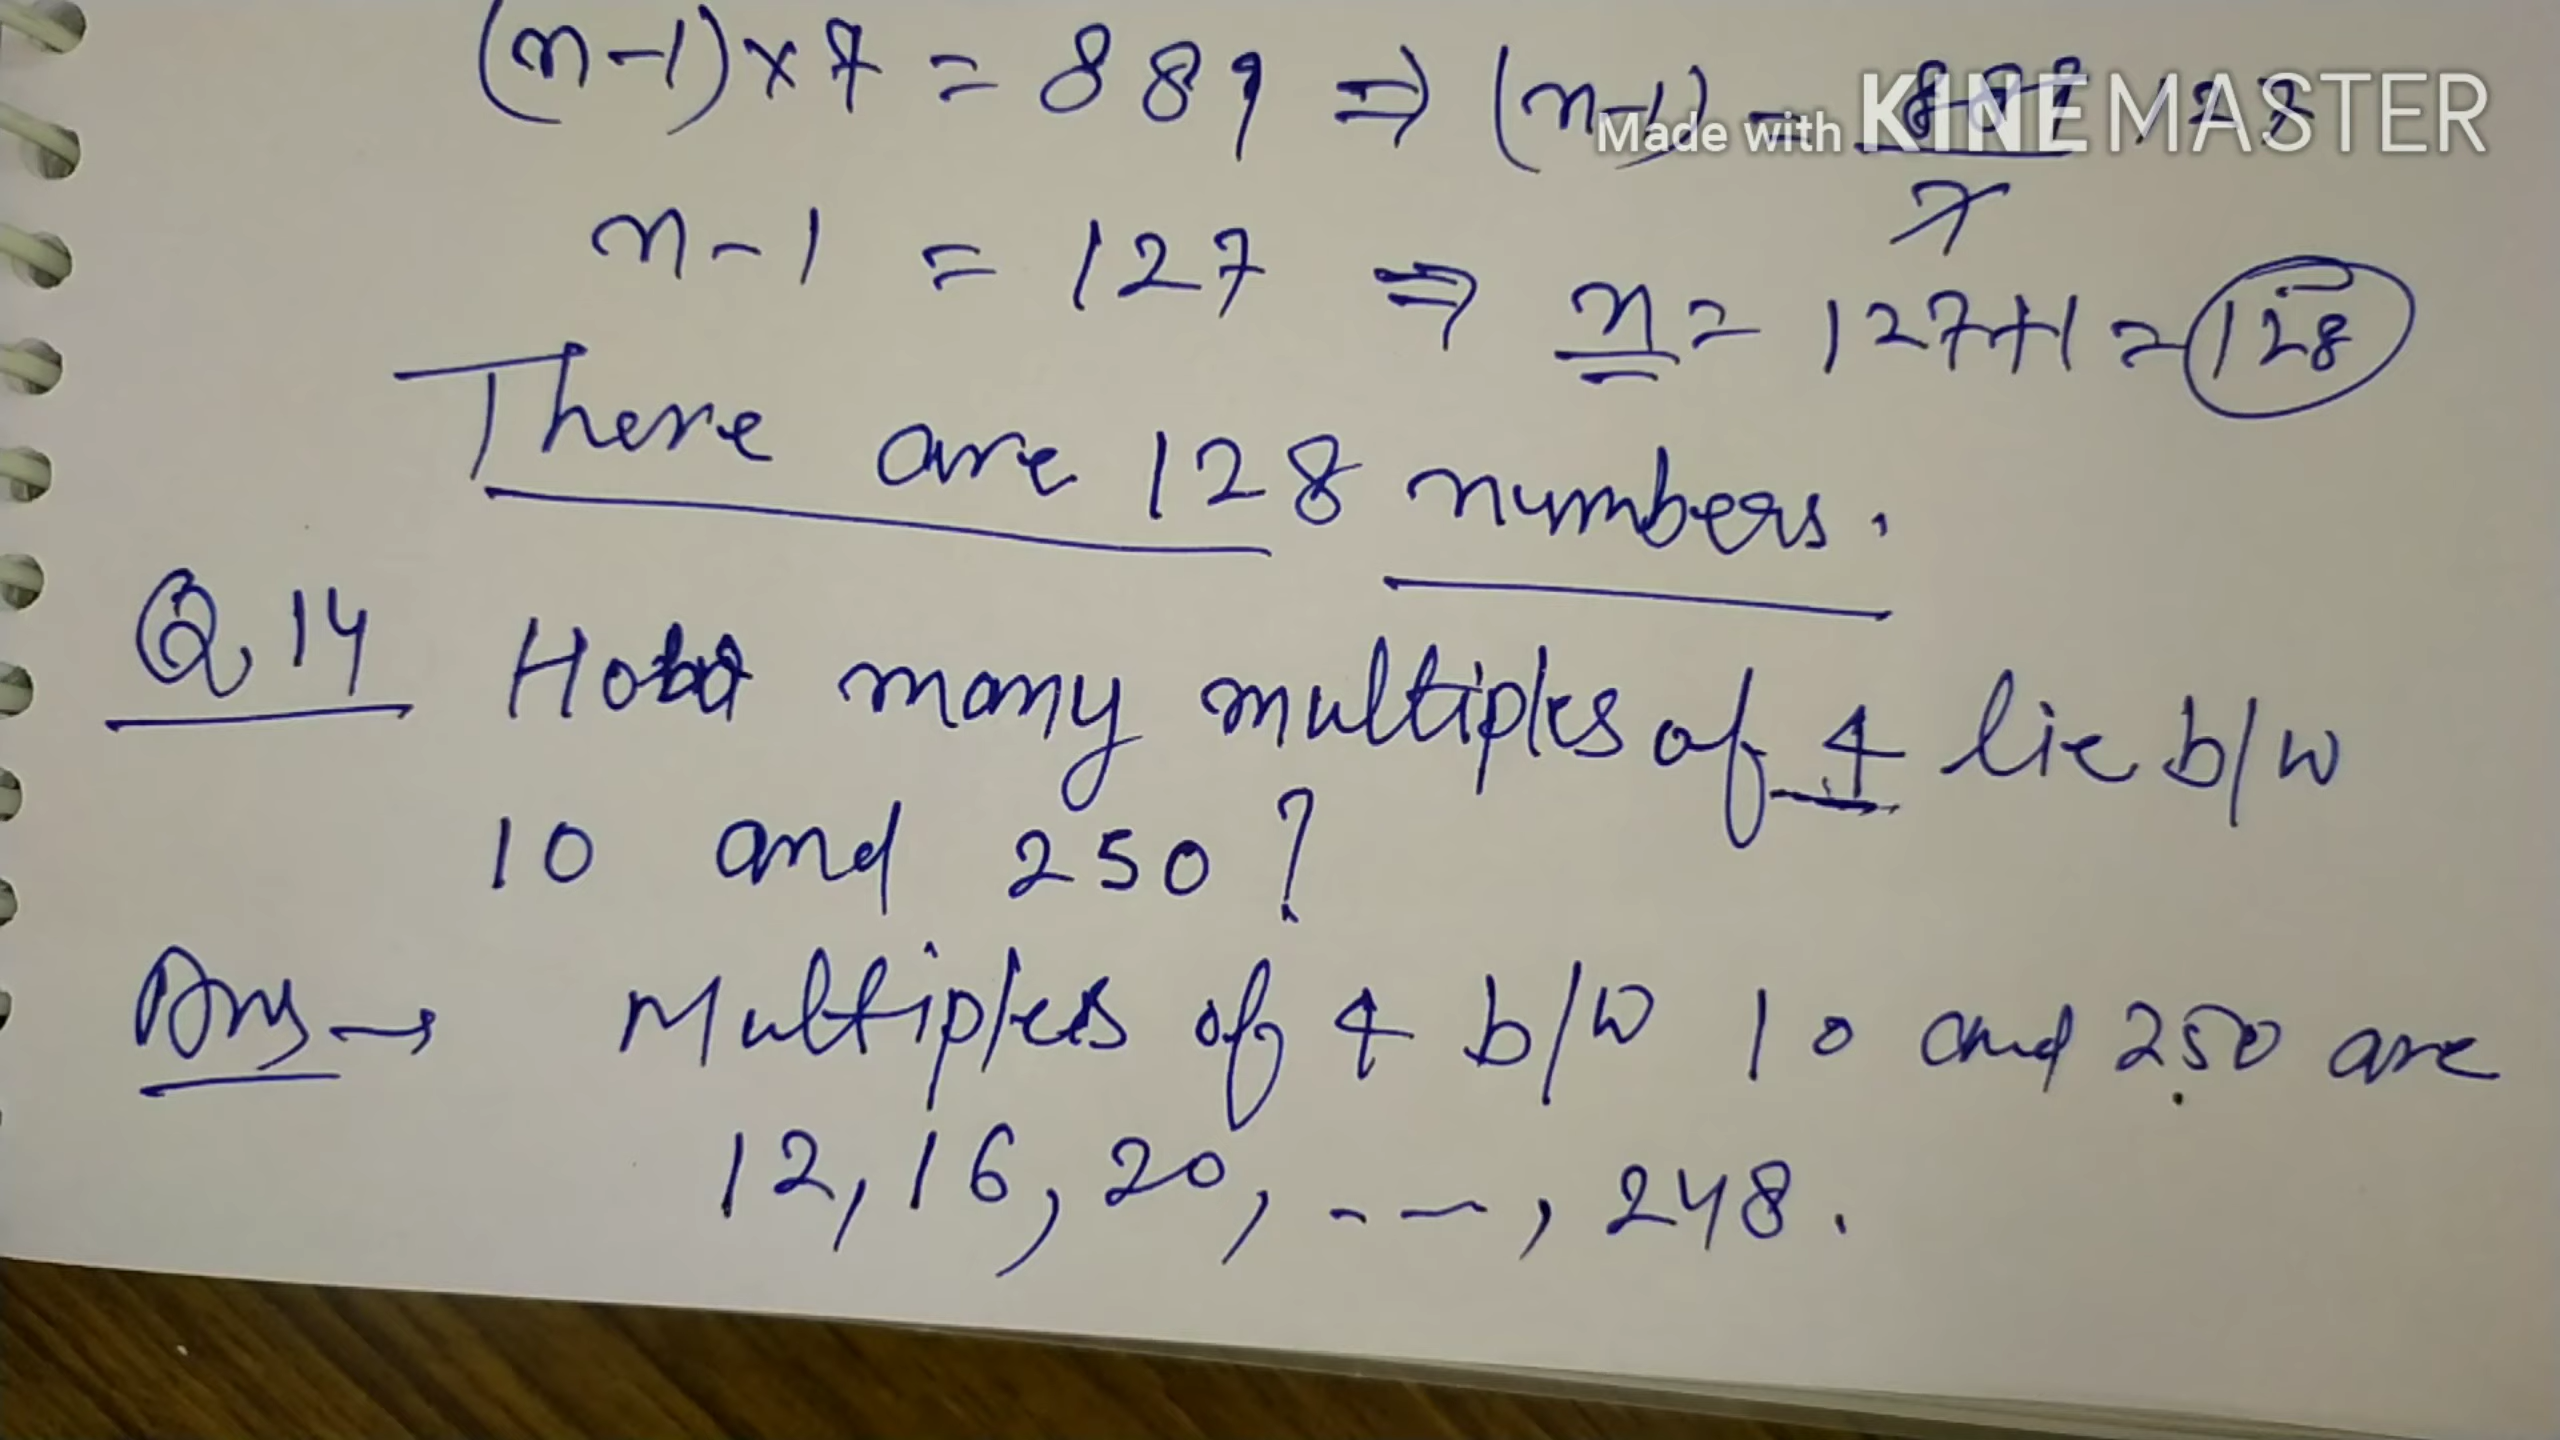 (n-1)×7 = 889 ⇒ (n-1) = 889 127
7
Made with KINEMASTER
n-1 = 127 ⇒ n = 127+1 = 128
There are 128 numbers.
Q.14 How many multiples of 4 lie b/w
10 and 250?
Ans → Multiples of 4 b/w 10 and 250 are
12, 16, 20, ---, 248.